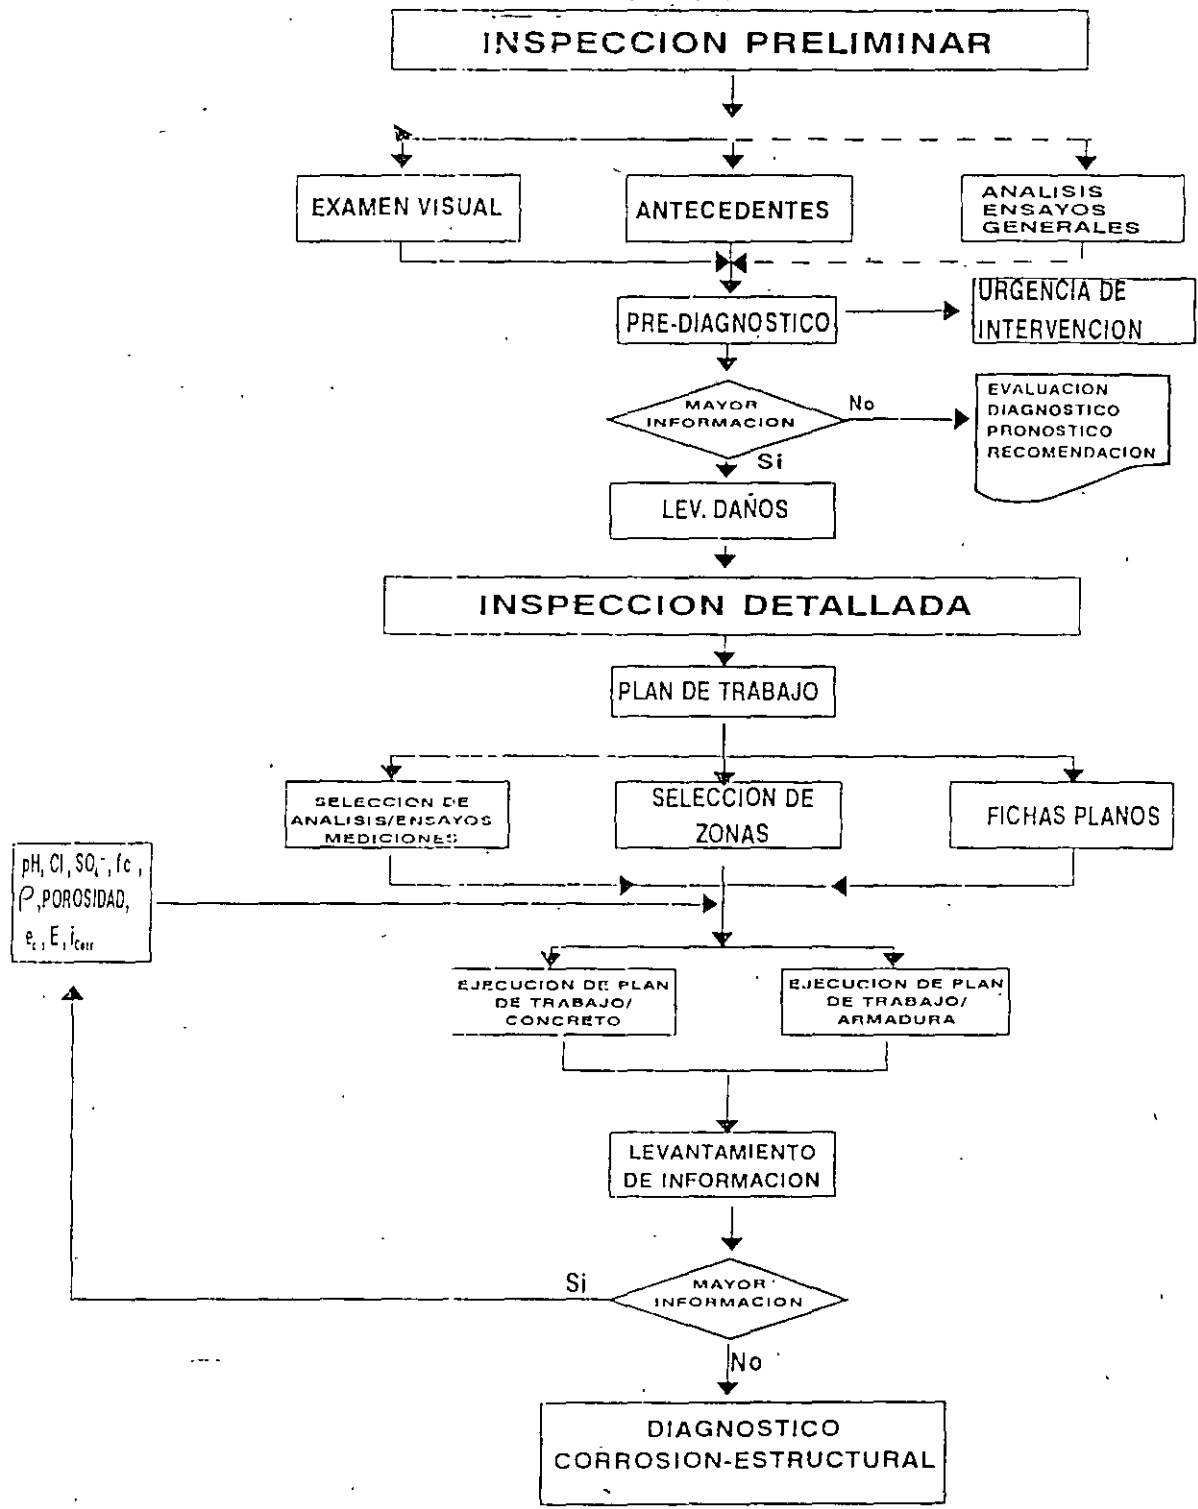 INSPECCION PRELIMINAR
EXAMEN VISUAL
ANTECEDENTES
ANALISIS
ENSAYOS
GENERALES
PRE-DIAGNOSTICO
URGENCIA DE
INTERVENCION
MAYOR
INFORMACION
No
EVALUACION
DIAGNOSTICO
PRONOSTICO
RECOMENDACION
Si
LEV. DAÑOS
INSPECCION DETALLADA
PLAN DE TRABAJO
SELECCION DE
ANALISIS/ENSAYOS
MEDICIONES
SELECCION DE
ZONAS
FICHAS PLANOS
pH, Cl, SO₄⁻, fc,
ρ, POROSIDAD,
e꜀, E, i Corr
EJECUCION DE PLAN
DE TRABAJO/
CONCRETO
EJECUCION DE PLAN
DE TRABAJO/
ARMADURA
LEVANTAMIENTO
DE INFORMACION
Si
MAYOR
INFORMACION
No
DIAGNOSTICO
CORROSION-ESTRUCTURAL